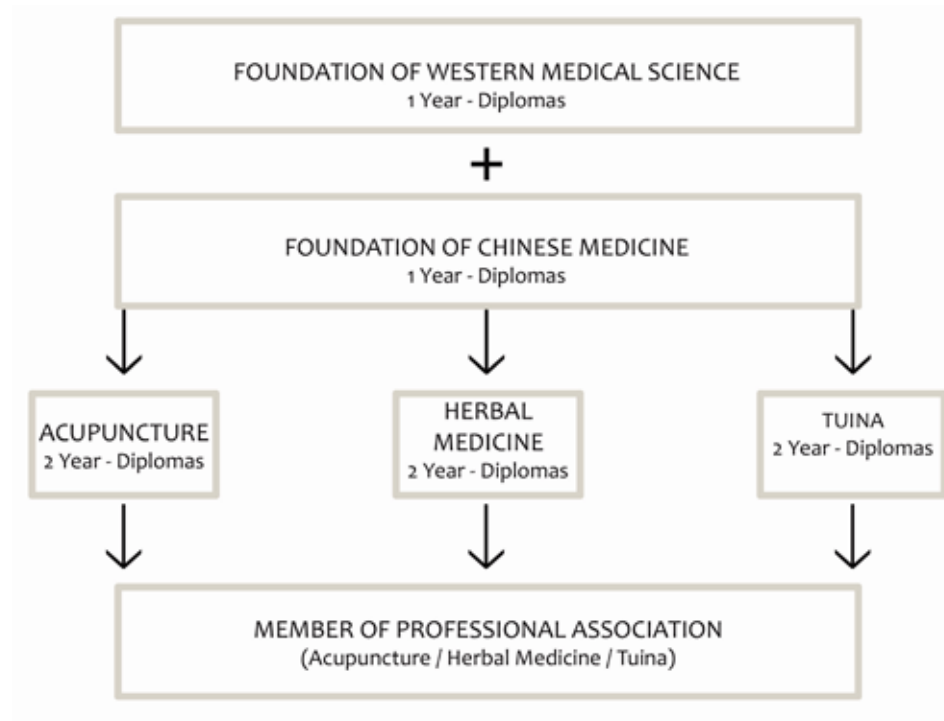 FOUNDATION OF WESTERN MEDICAL SCIENCE
1 Year - Diplomas
+
FOUNDATION OF CHINESE MEDICINE
1 Year - Diplomas
ACUPUNCTURE
2 Year - Diplomas
HERBAL
MEDICINE
2 Year - Diplomas
TUINA
2 Year - Diplomas
MEMBER OF PROFESSIONAL ASSOCIATION
(Acupuncture / Herbal Medicine / Tuina)